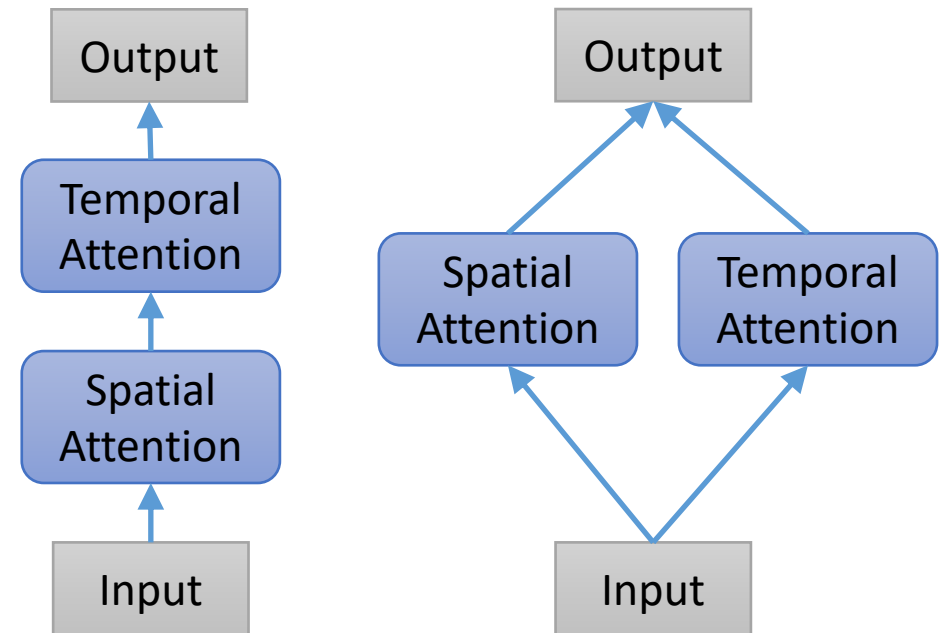 Output
Temporal
Attention
Spatial
Attention
Input
Output
Spatial
Attention
Temporal
Attention
Input